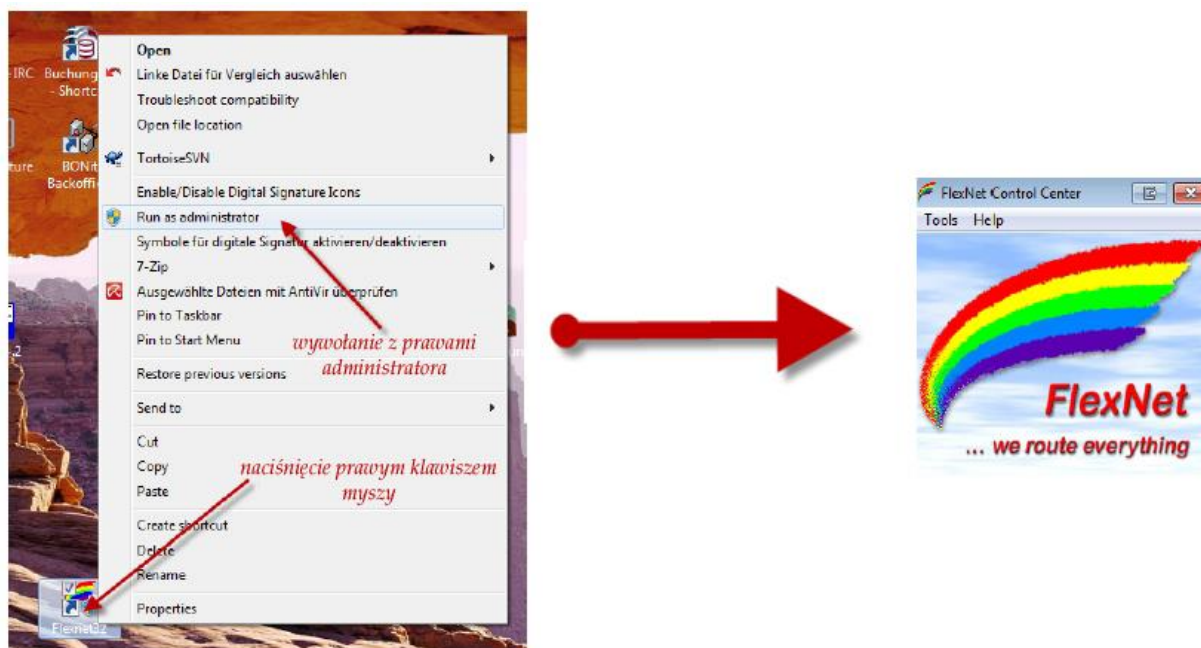 IRC
Buchung
- Shortc
ture
BONit
Backoffi
Open
Linke Datei für Vergleich auswählen
Troubleshoot compatibility
Open file location
TortoiseSVN
Enable/Disable Digital Signature Icons
Run as administrator
Symbole für digitale Signatur aktivieren/deaktivieren
7-Zip
Ausgewählte Dateien mit AntiVir überprüfen
Pin to Taskbar
Pin to Start Menu
wywołanie z prawami
administratora
Restore previous versions
Send to
Cut
Copy
naciśnięcie prawym klawiszem
myszy
Paste
Create shortcut
Delete
Rename
Properties
Flexnet32
FlexNet Control Center
Tools Help
FlexNet
... we route everything